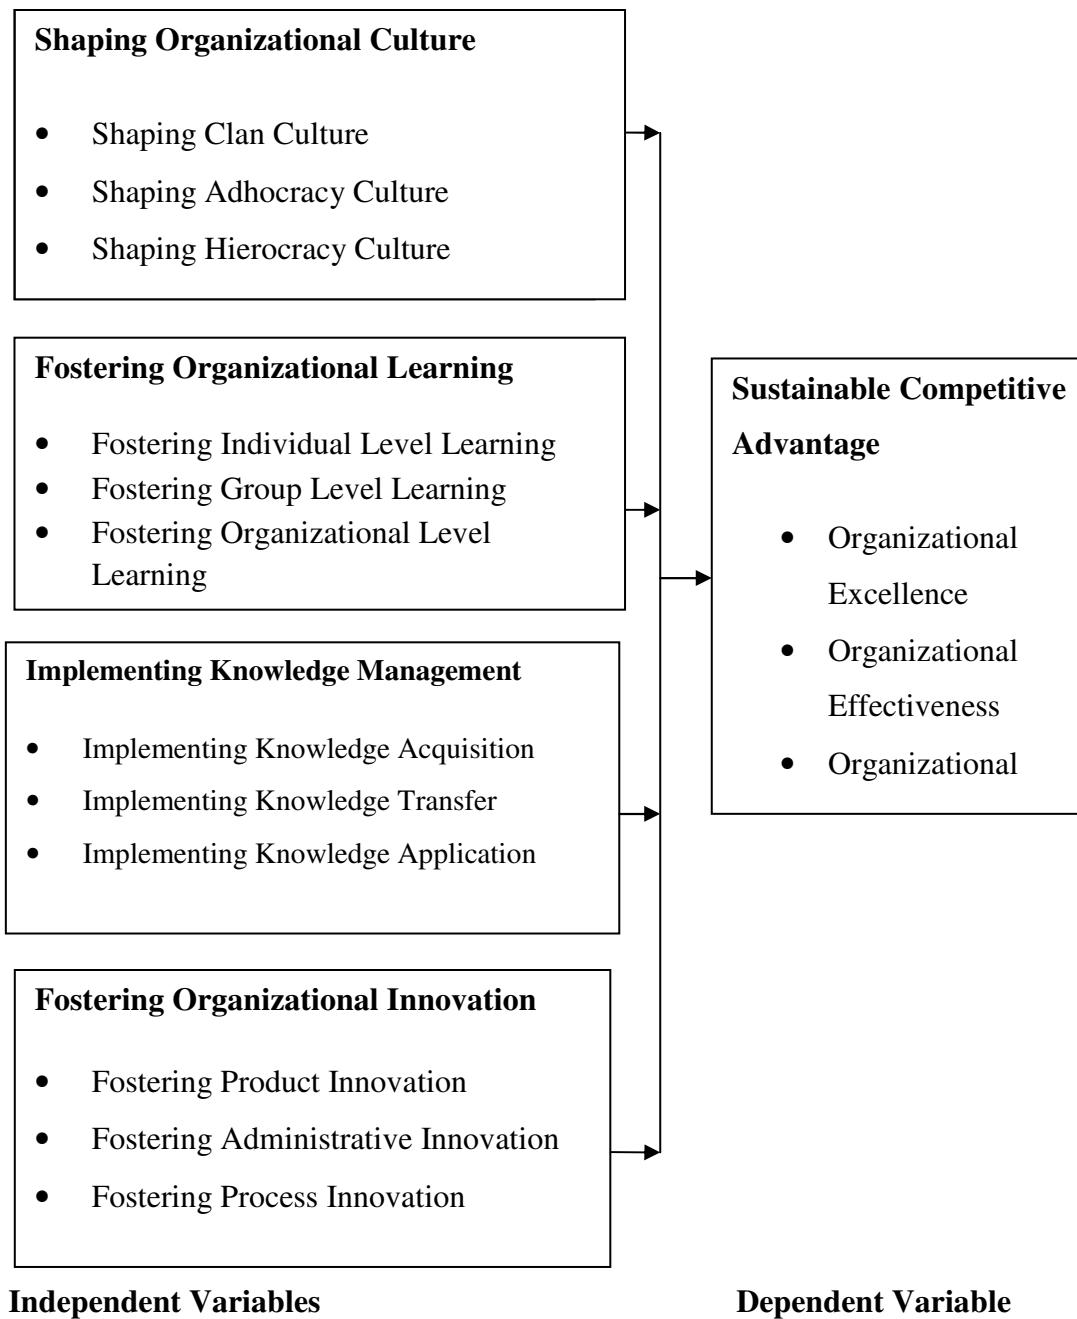 Shaping Organizational Culture
• Shaping Clan Culture
• Shaping Adhocracy Culture
• Shaping Hierocracy Culture
Fostering Organizational Learning
• Fostering Individual Level Learning
• Fostering Group Level Learning
• Fostering Organizational Level
Learning
Implementing Knowledge Management
• Implementing Knowledge Acquisition
• Implementing Knowledge Transfer
• Implementing Knowledge Application
Fostering Organizational Innovation
• Fostering Product Innovation
• Fostering Administrative Innovation
• Fostering Process Innovation
Independent Variables
Sustainable Competitive
Advantage
• Organizational
Excellence
• Organizational
Effectiveness
• Organizational
Dependent Variable